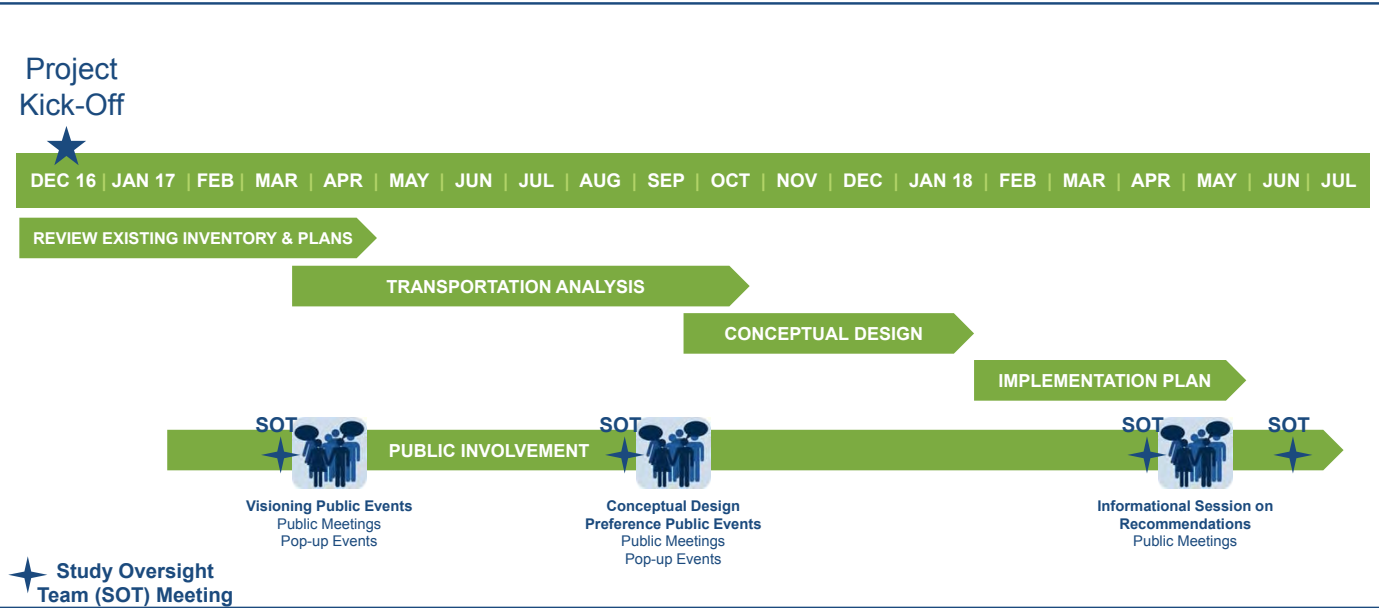 Project
Kick-Off
DEC 16 | JAN 17 | FEB | MAR | APR | MAY | JUN | JUL | AUG | SEP | OCT | NOV | DEC | JAN 18 | FEB | MAR | APR | MAY | JUN | JUL
REVIEW EXISTING INVENTORY & PLANS
TRANSPORTATION ANALYSIS
CONCEPTUAL DESIGN
IMPLEMENTATION PLAN
SOT
SOT
SOT
SOT
PUBLIC INVOLVEMENT
Visioning Public Events
Public Meetings
Pop-up Events
Conceptual Design
Preference Public Events
Public Meetings
Pop-up Events
Informational Session on
Recommendations
Public Meetings
Study Oversight
Team (SOT) Meeting